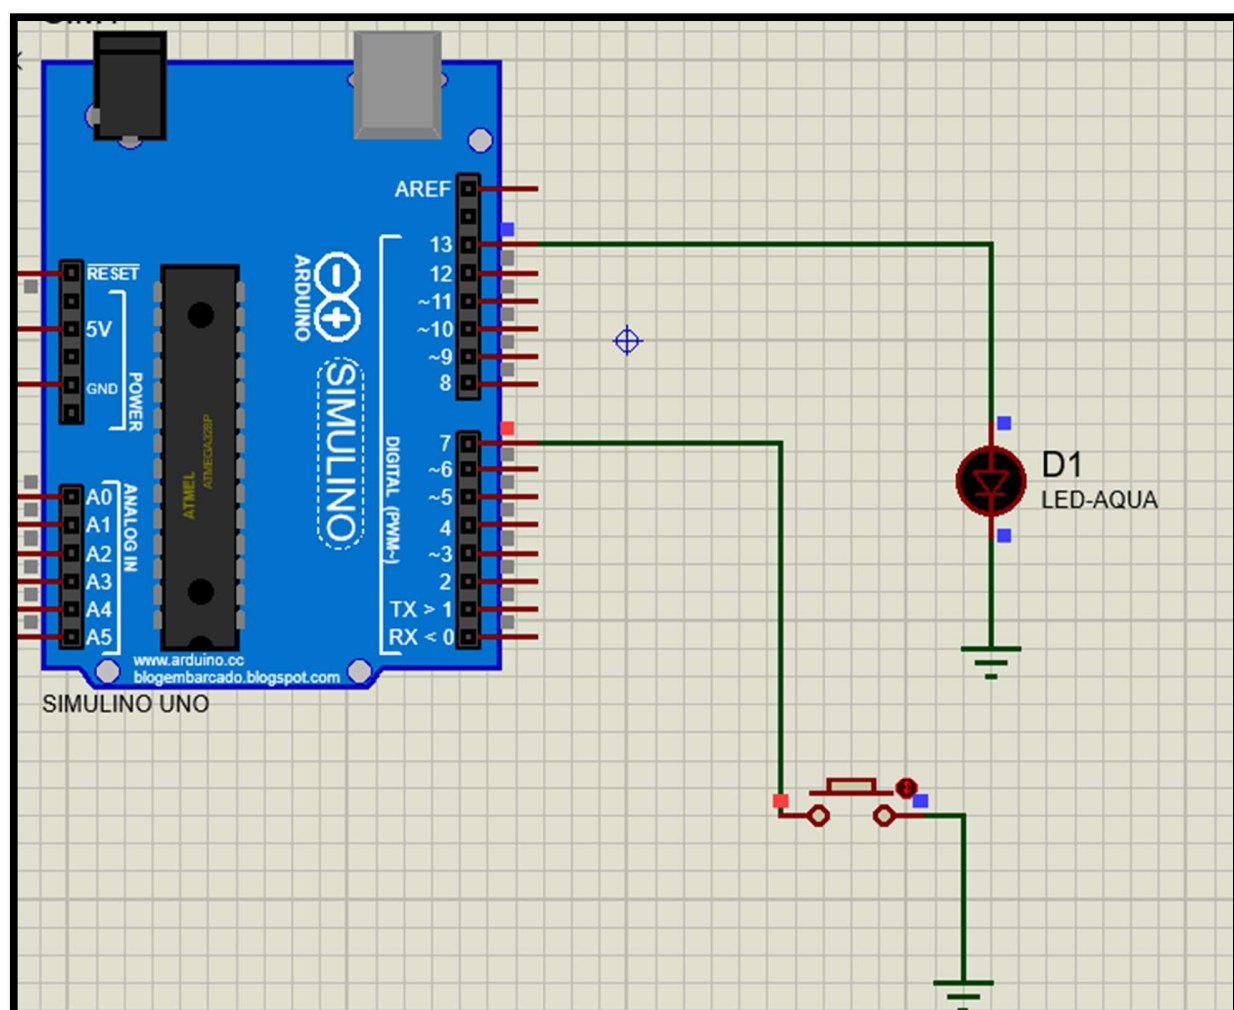 AREF
13
12
~11
~10
~9
8
7
~6
~5
4
~3
2
TX > 1
RX < 0
RESET
5V
GND
POWER
A0
A1
A2
A3
A4
A5
ANALOG IN
ATMEL
ATMEGA328P
ARDUINO
SIMULINO
DIGITAL (PWM~)
www.arduino.cc
blogembarcado.blogspot.com
SIMULINO UNO
D1
LED-AQUA